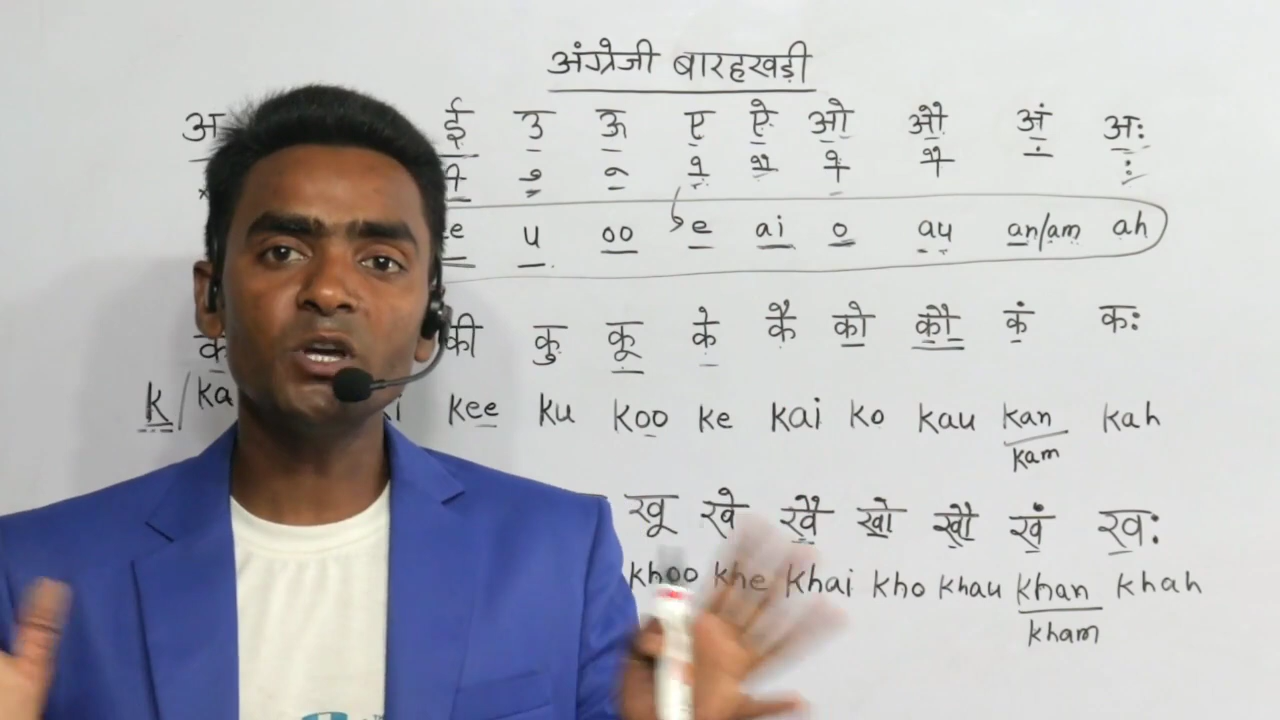 अंग्रेजी बारहखड़ी
अ ई उ ऊ ए ऐ ओ औ अं अः
ी ु ू े ै ो ौ ं ः
u oo e ai o au an/am ah
की कु कू के कै को कौ कं कः
k/ka kee ku koo ke kai ko kau kan kah
kam
खू खे खै खो खौ खं खः
khoo khe khai kho khau khan khah
kham